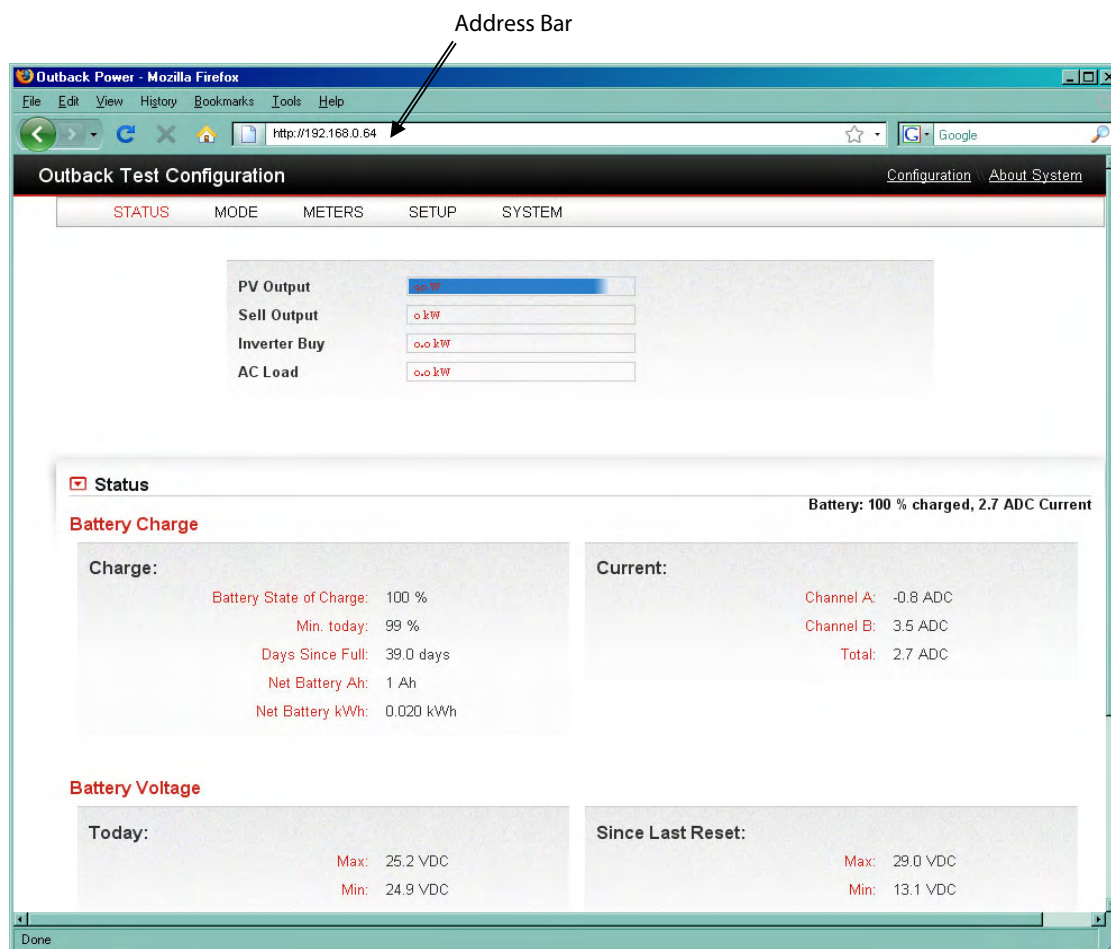 Address Bar
Outback Power - Mozilla Firefox
File Edit View History Bookmarks Tools Help
http://192.168.0.64 G Google
Outback Test Configuration Configuration About System
STATUS MODE METERS SETUP SYSTEM
PV Output 90 W
Sell Output 0 kW
Inverter Buy 0.0 kW
AC Load 0.0 kW
Status
Battery: 100 % charged, 2.7 ADC Current
Battery Charge
Charge: Current:
Battery State of Charge: 100 % Channel A: -0.8 ADC
Min. today: 99 % Channel B: 3.5 ADC
Days Since Full: 39.0 days Total: 2.7 ADC
Net Battery Ah: 1 Ah
Net Battery kWh: 0.020 kWh
Battery Voltage
Today: Since Last Reset:
Max: 25.2 VDC Max: 29.0 VDC
Min: 24.9 VDC Min: 13.1 VDC
Done